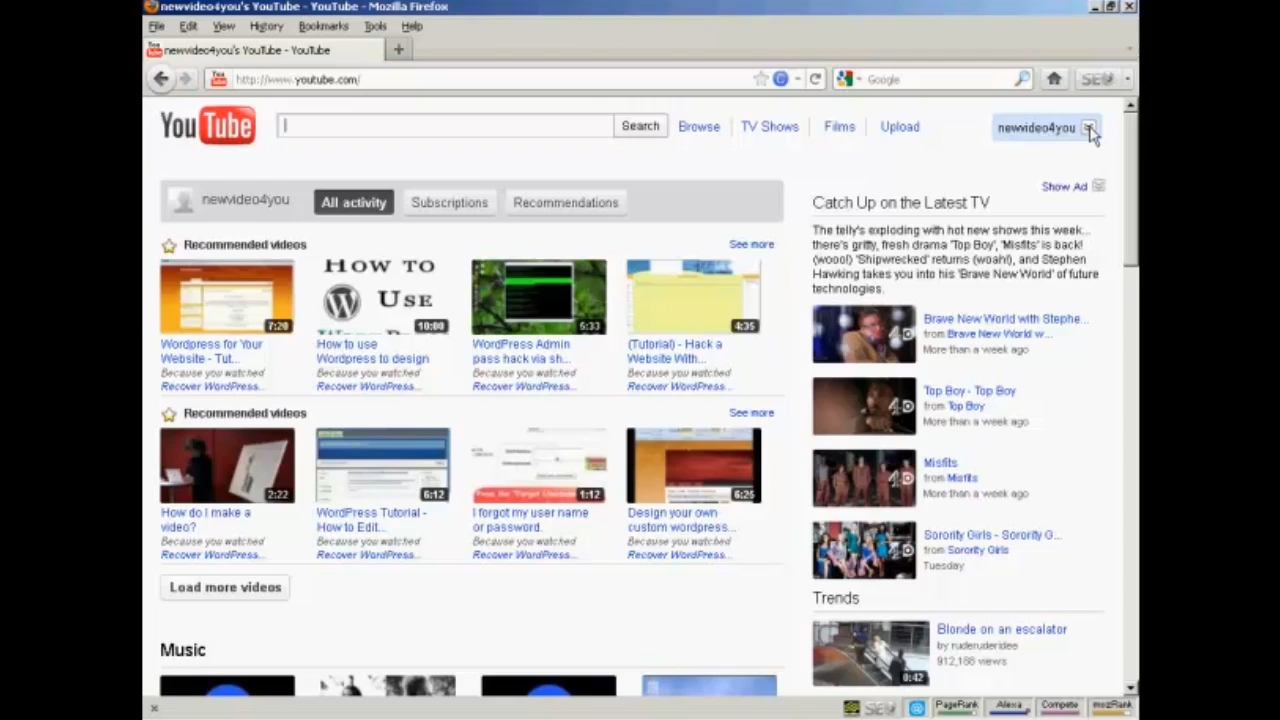 newvideo4you's YouTube - YouTube - Mozilla Firefox
File Edit View History Bookmarks Tools Help
newvideo4you's YouTube - YouTube
http://www.youtube.com/
Google
SEO
YouTube
Search
Browse
TV Shows
Films
Upload
newvideo4you
newvideo4you
All activity
Subscriptions
Recommendations
Recommended videos
See more
7:20
HOW TO
USE
10:00
5:33
4:35
Wordpress for Your
Website - Tut...
Because you watched
Recover WordPress...
How to use
Wordpress to design
Because you watched
Recover WordPress...
WordPress Admin
pass hack via sh...
Because you watched
Recover WordPress...
(Tutorial) - Hack a
Website With...
Because you watched
Recover WordPress...
Recommended videos
See more
2:22
6:12
1:12
6:25
How do I make a
video?
Because you watched
Recover WordPress...
WordPress Tutorial -
How to Edit...
Because you watched
Recover WordPress...
I forgot my user name
or password.
Because you watched
Recover WordPress...
Design your own
custom wordpress...
Because you watched
Recover WordPress...
Load more videos
Music
Show Ad
Catch Up on the Latest TV
The telly's exploding with hot new shows this week...
there's gritty, fresh drama 'Top Boy', 'Misfits' is back!
(wooo!) 'Shipwrecked' returns (woah!), and Stephen
Hawking takes you into his 'Brave New World' of future
technologies.
Brave New World with Stephe...
from Brave New World w...
More than a week ago
Top Boy - Top Boy
from Top Boy
More than a week ago
Misfits
from Misfits
More than a week ago
Sorority Girls - Sorority G...
from Sorority Girls
Tuesday
Trends
Blonde on an escalator
by ruderuderidee
912,166 views
0:42
SEO
PageRank
Alexa
Compete
mozRank